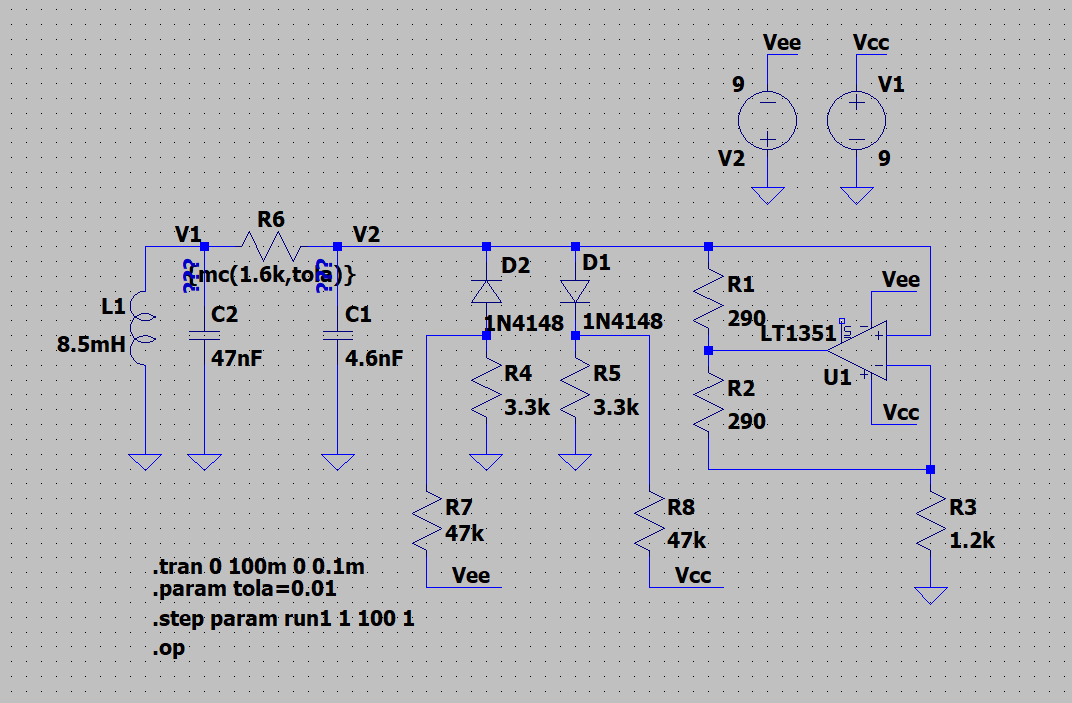 Vee
Vcc
9
V1
V2
9
V1
R6
V2
{mc(1.6k,tola)}
D2
D1
L1
C2
C1
1N4148
1N4148
R1
290
Vee
8.5mH
47nF
4.6nF
LT1351
U1
R4
R5
R2
3.3k
3.3k
290
Vcc
R7
R8
R3
47k
47k
1.2k
.tran 0 100m 0 0.1m
Vee
Vcc
.param tola=0.01
.step param run1 1 100 1
.op